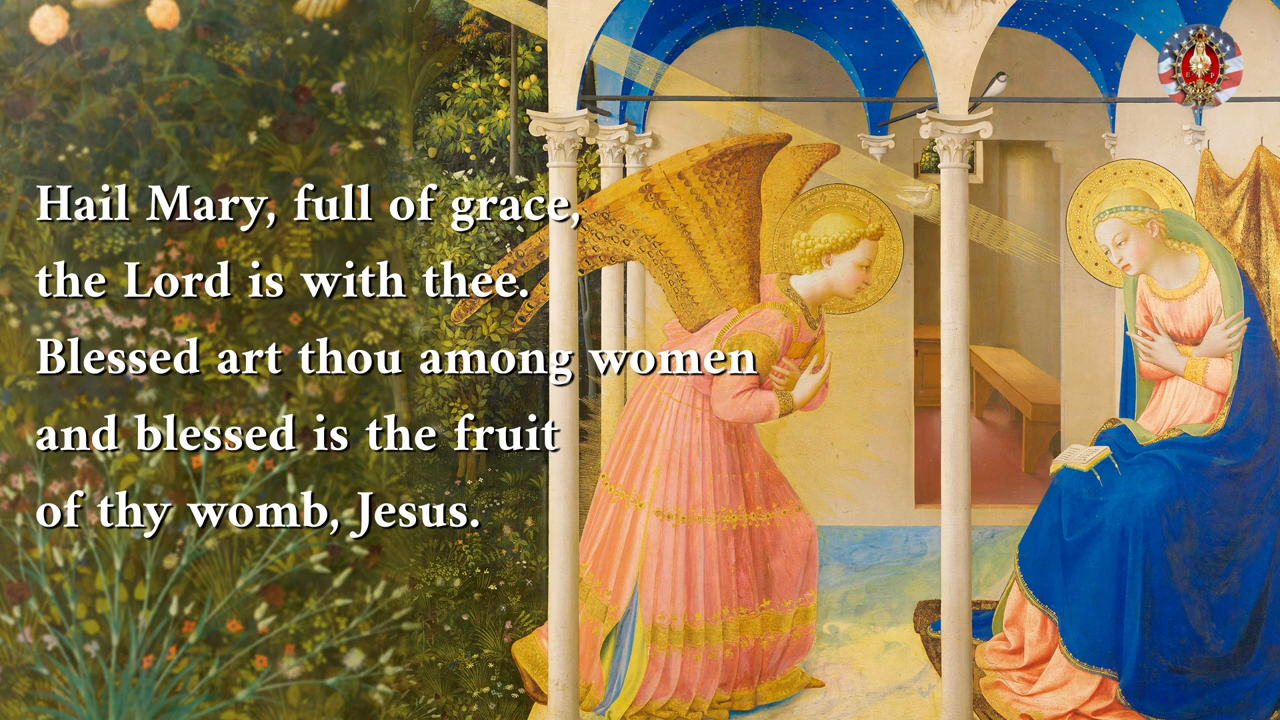 Hail Mary, full of grace,
the Lord is with thee.
Blessed art thou among women
and blessed is the fruit
of thy womb, Jesus.